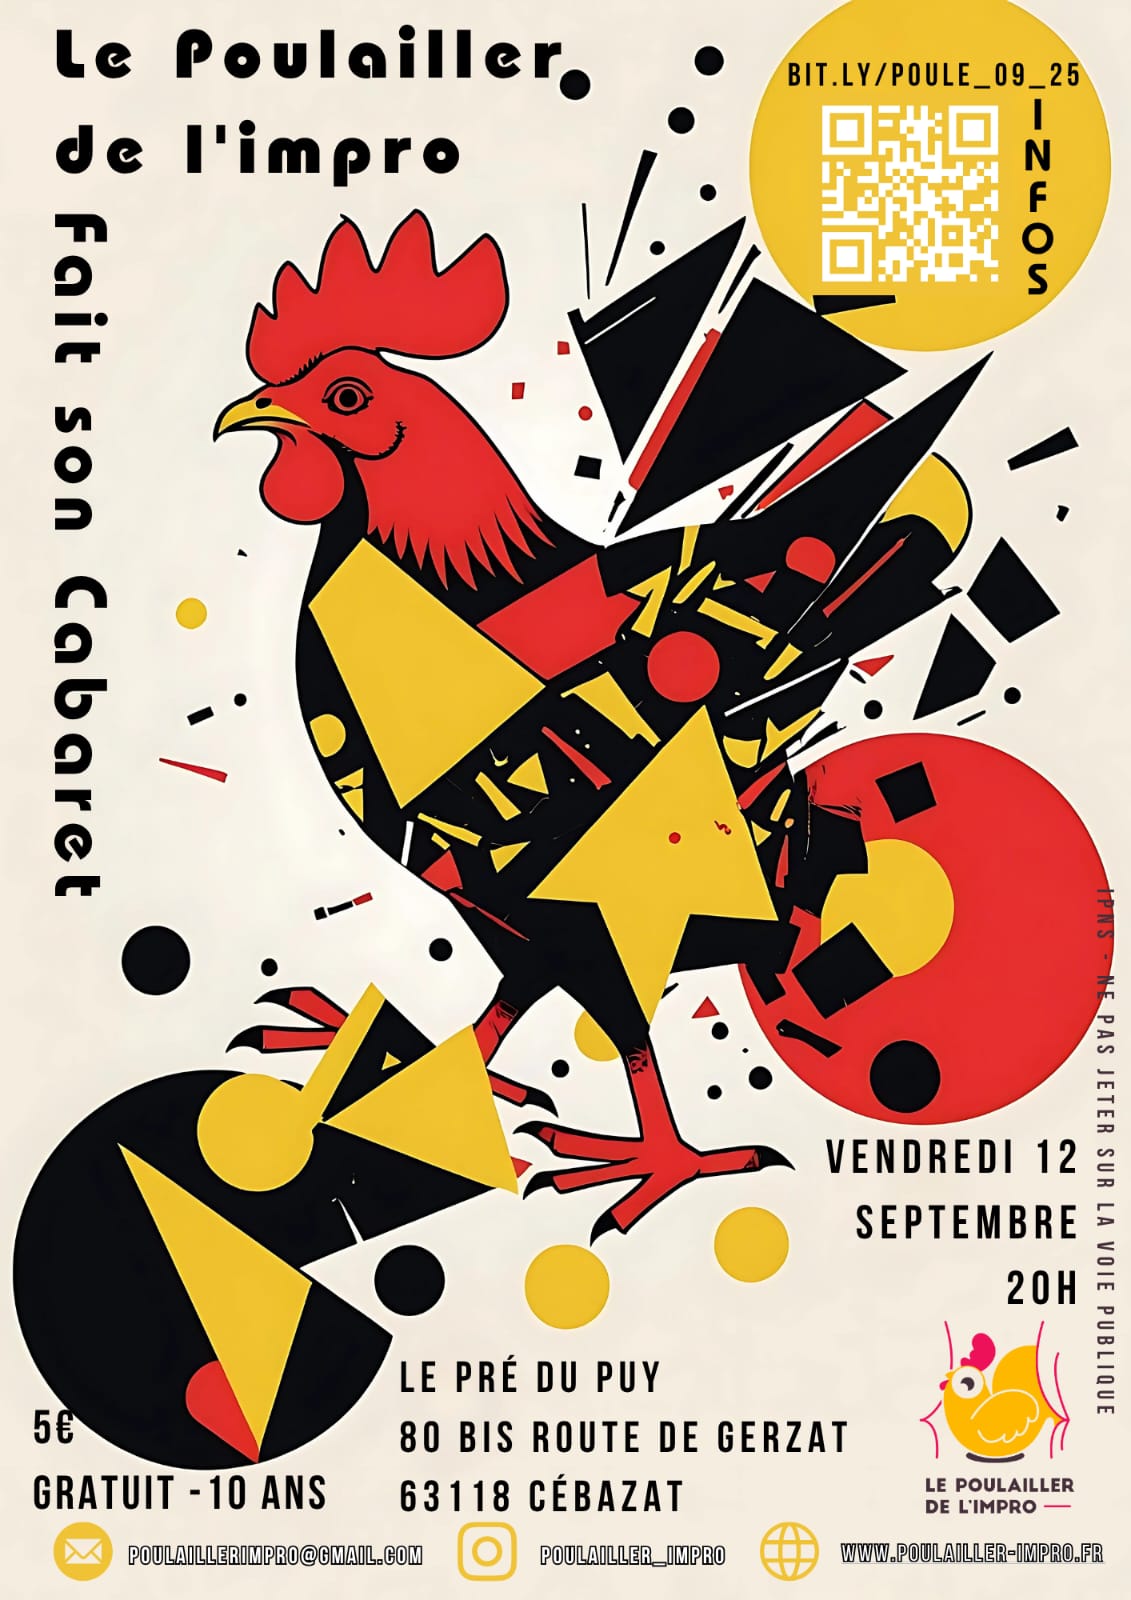 Le Poulailler
de l'impro
Fait son Cabaret
BIT.LY/POULE_09_25
INFOS
IPNS - NE PAS JETER SUR LA VOIE PUBLIQUE
VENDREDI 12
SEPTEMBRE
20H
LE PRÉ DU PUY
80 BIS ROUTE DE GERZAT
63118 CÉBAZAT
5€
GRATUIT -10 ANS
LE POULAILLER
DE L'IMPRO
POULAILLERIMPRO@GMAIL.COM
POULAILLER_IMPRO
WWW.POULAILLER-IMPRO.FR